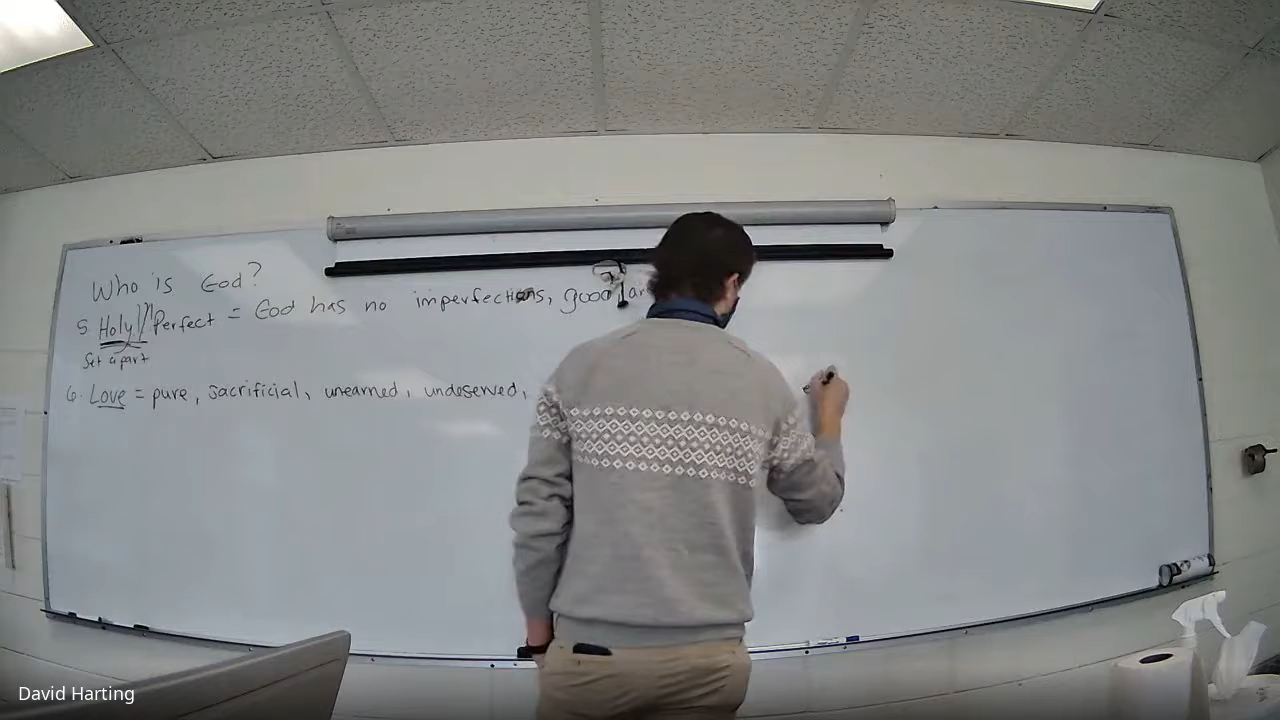 Who is God?
5. Holy//Perfect = God has no imperfections, good
Set apart
6. Love = pure, sacrificial, unearned, undeserved,
David Harting